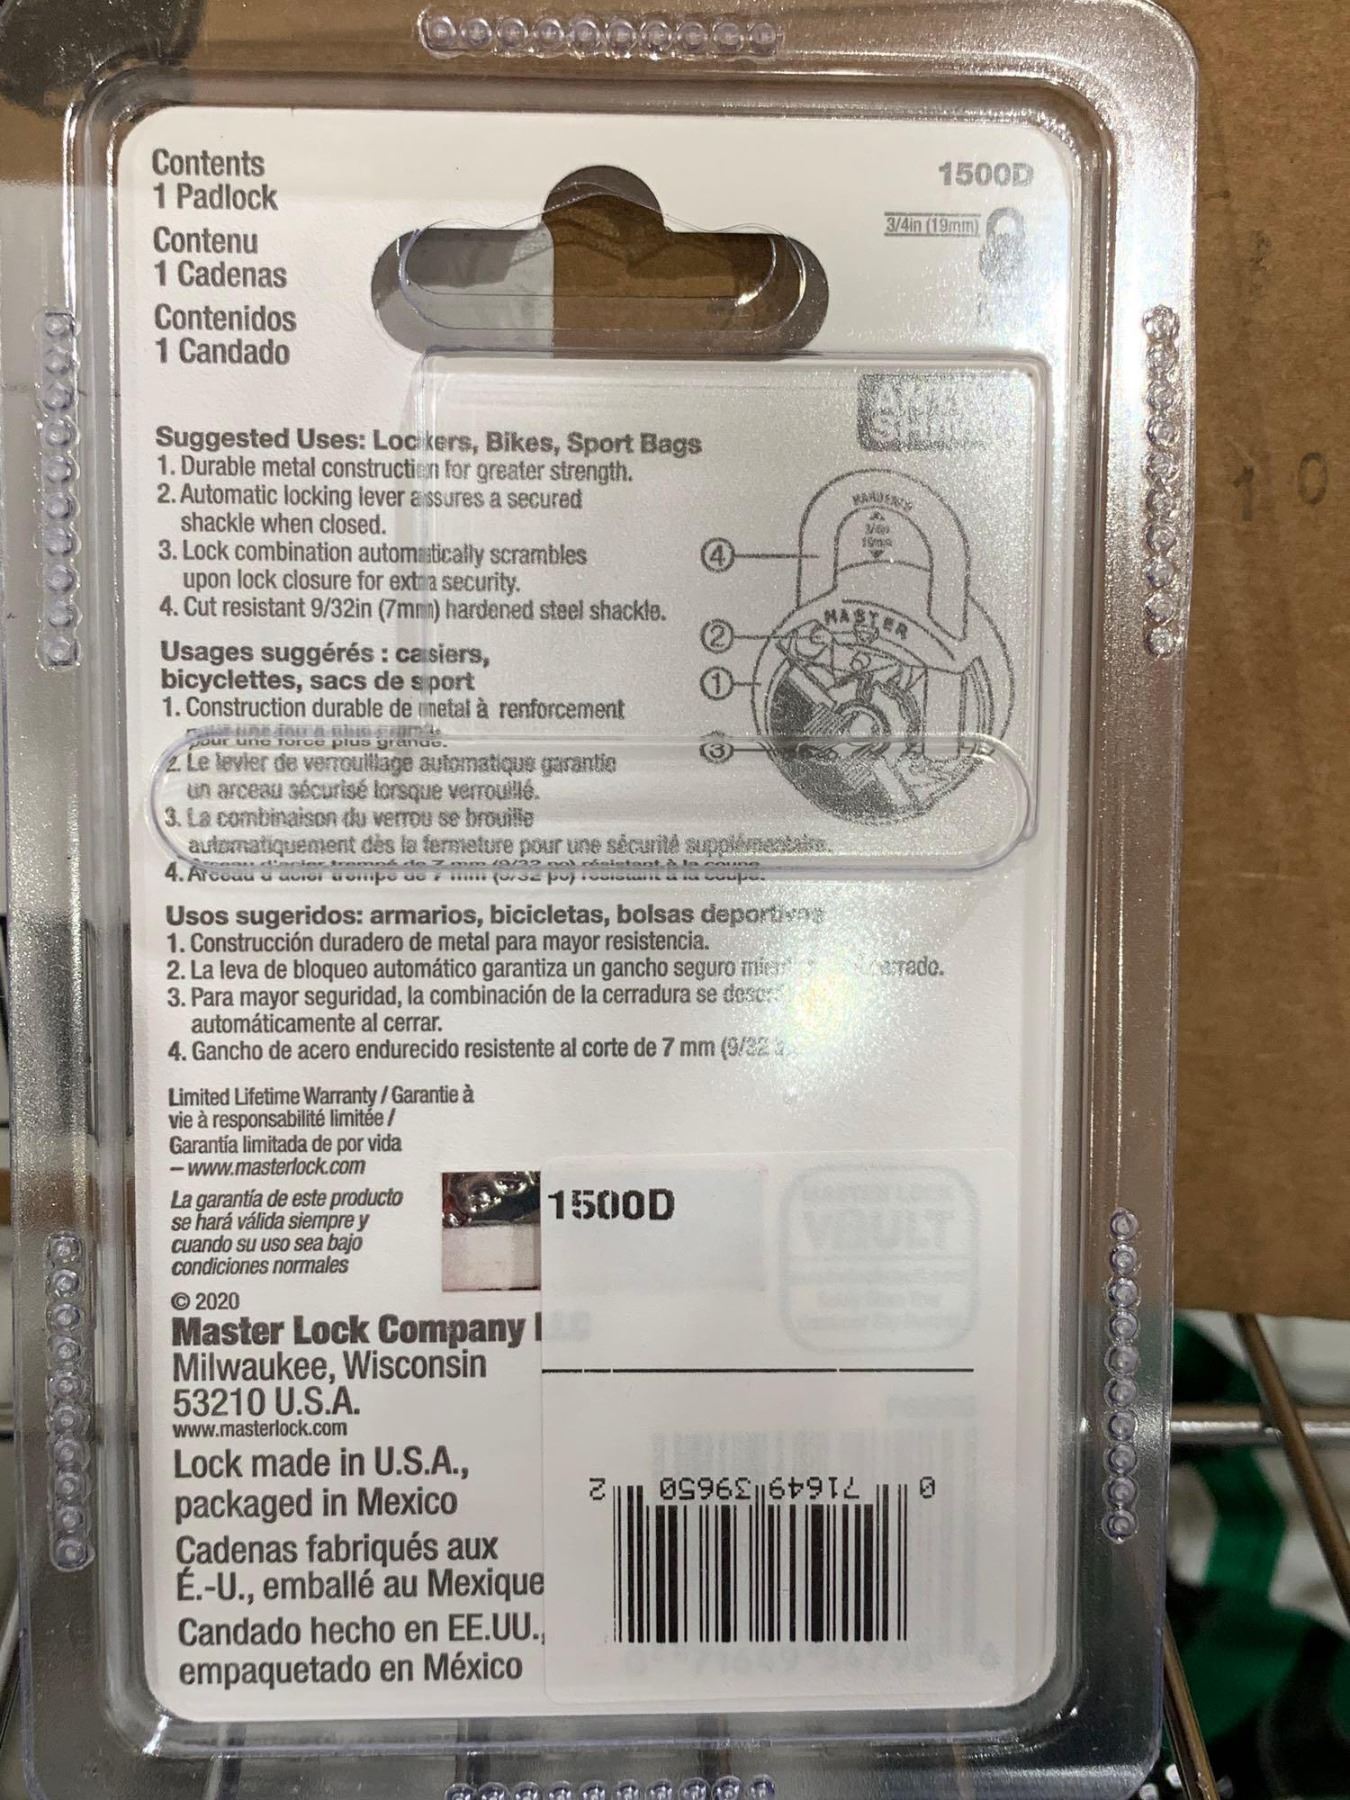 Contents
1 Padlock
Contenu
1 Cadenas
Contenidos
1 Candado
1500D
3/4in (19mm)
Suggested Uses: Lockers, Bikes, Sport Bags
1. Durable metal construction for greater strength.
2. Automatic locking lever assures a secured
shackle when closed.
3. Lock combination automatically scrambles
upon lock closure for extra security.
4. Cut resistant 9/32in (7mm) hardened steel shackle.
HARDENED
3/4in
19mm
MASTER
4
2
1
3
Usages suggérés : casiers,
bicyclettes, sacs de sport
1. Construction durable de metal à renforcement
pour une force plus grande.
2. Le levier de verrouillage automatique garantie
un arceau sécurisé lorsque verrouillé.
3. La combinaison du verrou se brouille
automatiquement dès la fermeture pour une sécurité supplémentaire.
4. Arceau d'acier trempé de 7 mm (9/32 po) résistant à la coupe.
Usos sugeridos: armarios, bicicletas, bolsas deportivas
1. Construcción duradero de metal para mayor resistencia.
2. La leva de bloqueo automático garantiza un gancho seguro
3. Para mayor seguridad, la combinación de la cerradura se
automáticamente al cerrar.
4. Gancho de acero endurecido resistente al corte de 7 mm (9/32
Limited Lifetime Warranty / Garantie à
vie à responsabilité limitée /
Garantía limitada de por vida
– www.masterlock.com
La garantía de este producto
se hará válida siempre y
cuando su uso sea bajo
condiciones normales
© 2020
Master Lock Company
Milwaukee, Wisconsin
53210 U.S.A.
www.masterlock.com
Lock made in U.S.A.,
packaged in Mexico
Cadenas fabriqués aux
É.-U., emballé au Mexique
Candado hecho en EE.UU.,
empaquetado en México
1500D
0 71649 39650 2
1 0